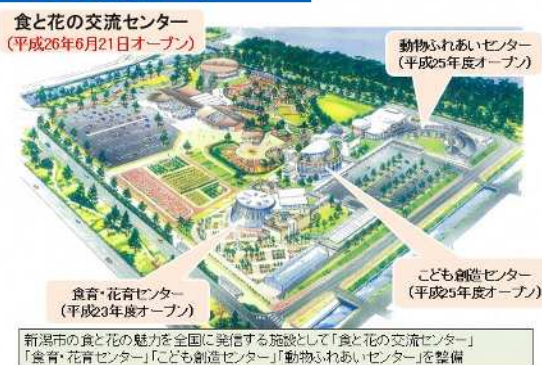 食と花の交流センター
(平成26年6月21日オープン)
動物ふれあいセンター
(平成25年度オープン)
こども創造センター
(平成25年度オープン)
食育・花育センター
(平成23年度オープン)
新潟市の食と花の魅力を全国に発信する施設として「食と花の交流センター」
「食育・花育センター」「こども創造センター」「動物ふれあいセンター」を整備